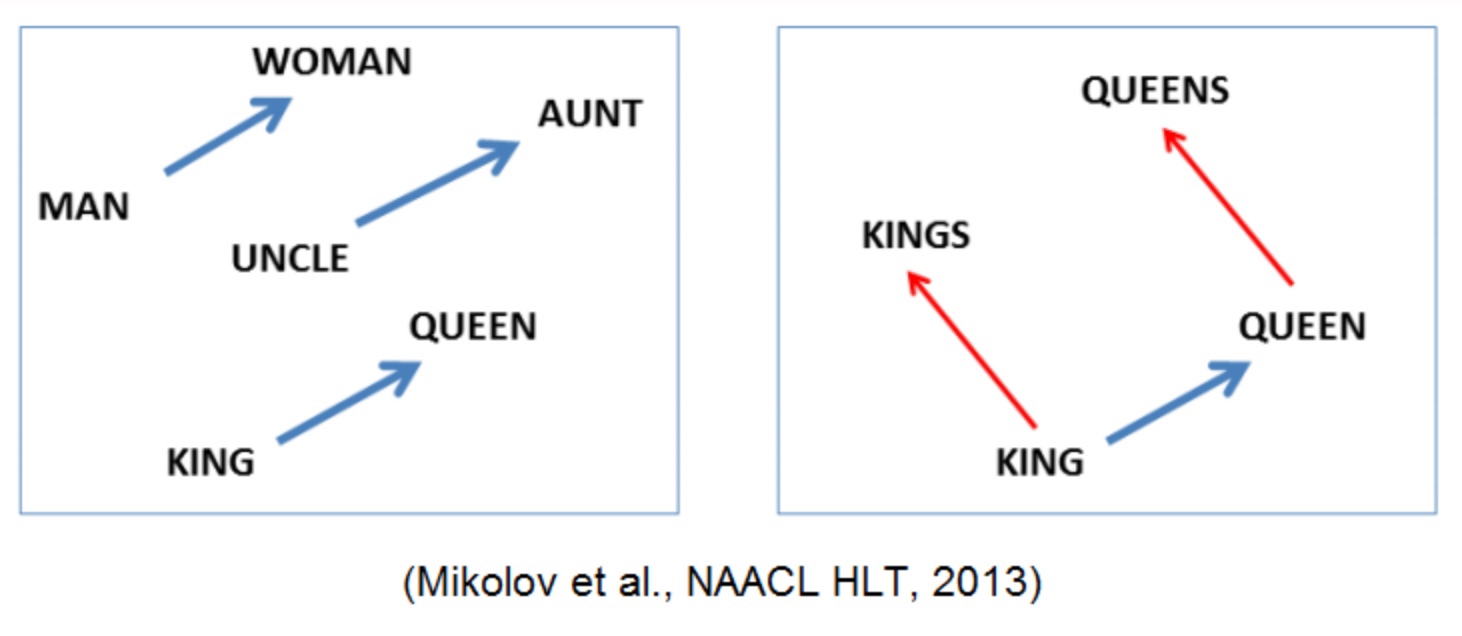 WOMAN
AUNT
MAN
UNCLE
QUEEN
KING
QUEENS
KINGS
QUEEN
KING
(Mikolov et al., NAACL HLT, 2013)